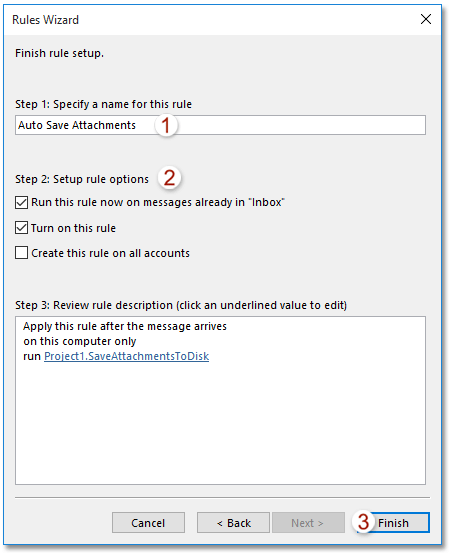 Rules Wizard
Finish rule setup.
Step 1: Specify a name for this rule
Auto Save Attachments 1
Step 2: Setup rule options 2
Run this rule now on messages already in "Inbox"
Turn on this rule
Create this rule on all accounts
Step 3: Review rule description (click an underlined value to edit)
Apply this rule after the message arrives
on this computer only
run Project1.SaveAttachmentsToDisk
Cancel < Back Next > 3 Finish